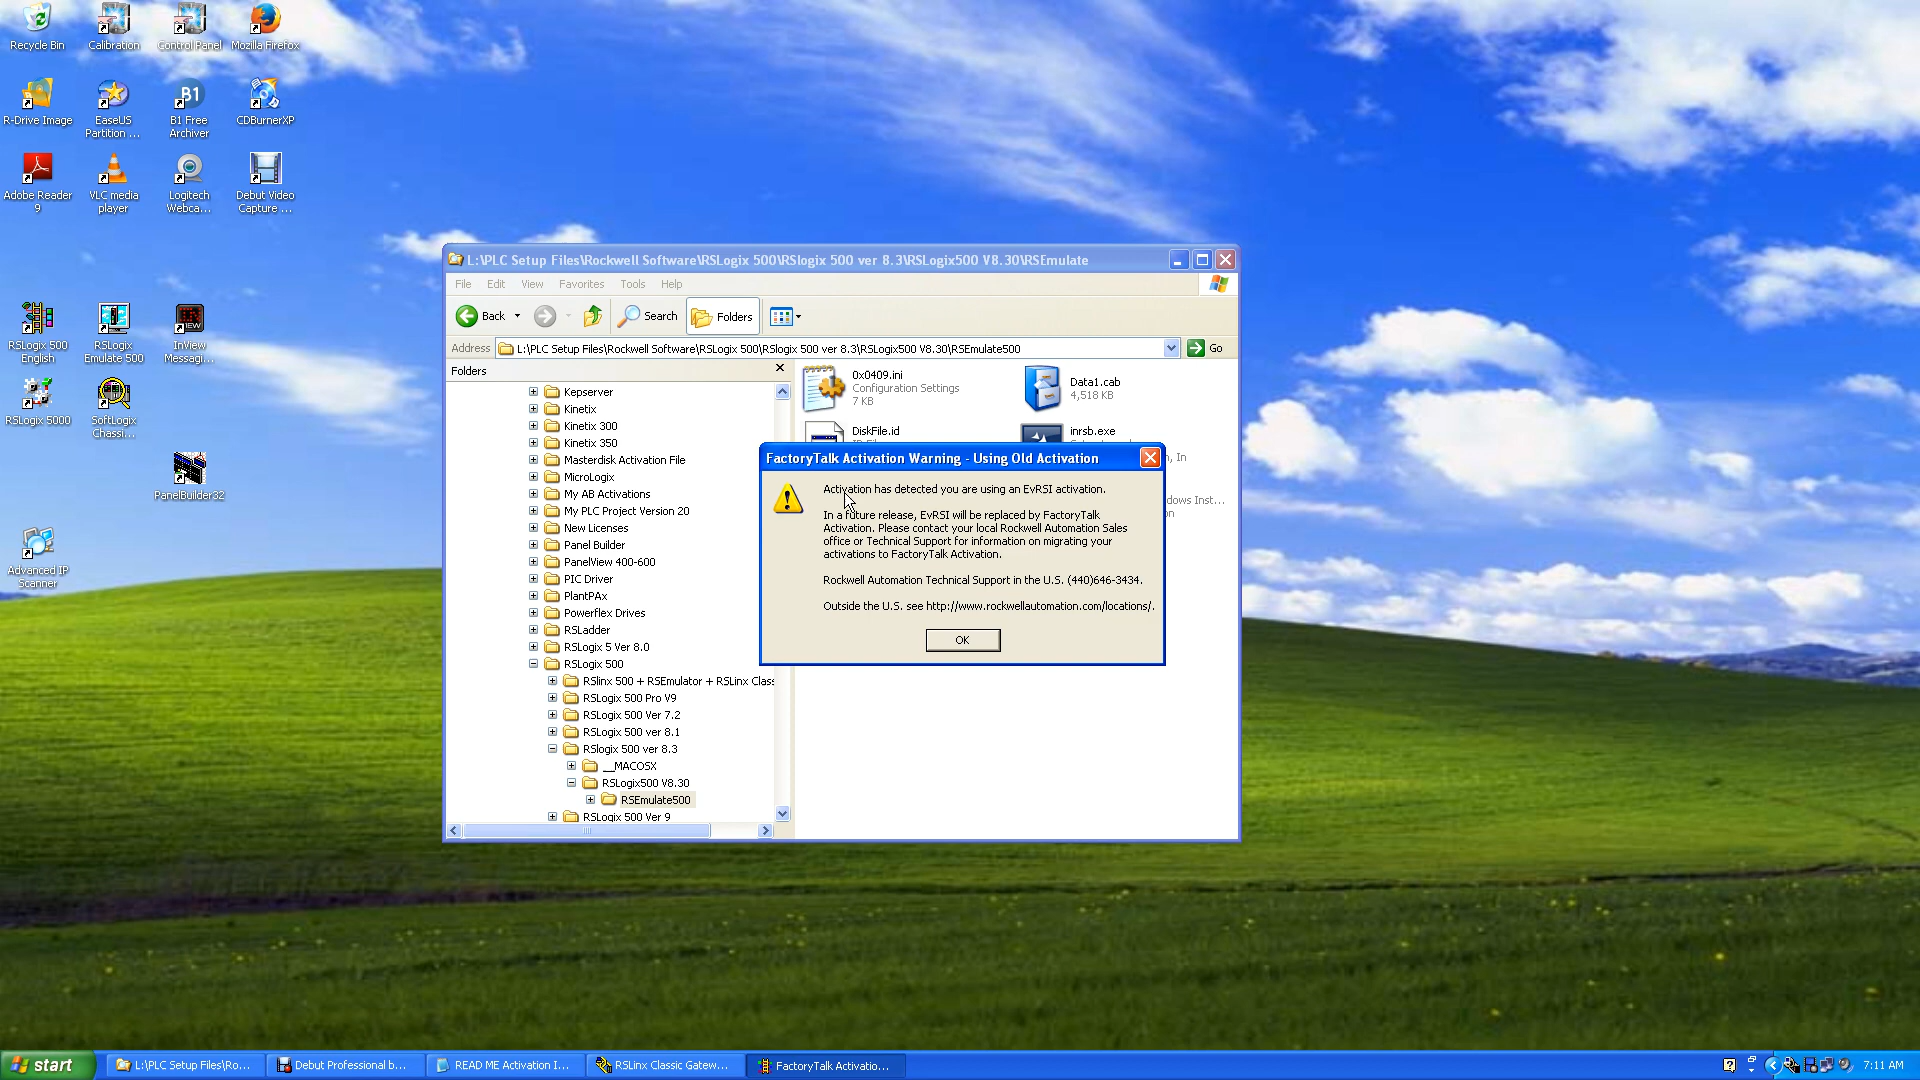 Recycle Bin
Calibration
Control Panel
Mozilla Firefox
R-Drive Image
EaseUS
Partition ...
B1
B1 Free
Archiver
CDBurnerXP
Adobe Reader
9
VLC media
player
Logitech
Webca...
Debut Video
Capture ...
RSLogix 500
English
RSLogix
Emulate 500
InView
Messagi...
RSLogix 5000
SoftLogix
Chassi...
PanelBuilder32
Advanced IP
Scanner
L:\PLC Setup Files\Rockwell Software\RSLogix 500\RSlogix 500 ver 8.3\RSLogix500 V8.30\RSEmulate
File Edit View Favorites Tools Help
Back Search Folders
Address L:\PLC Setup Files\Rockwell Software\RSLogix 500\RSlogix 500 ver 8.3\RSLogix500 V8.30\RSEmulate500 Go
Folders
Kepserver
Kinetix
Kinetix 300
Kinetix 350
Masterdisk Activation File
MicroLogix
My AB Activations
My PLC Project Version 20
New Licenses
Panel Builder
PanelView 400-600
PIC Driver
PlantPAx
Powerflex Drives
RSLadder
RSLogix 5 Ver 8.0
RSLogix 500
RSlinx 500 + RSEmulator + RSLinx Class
RSLogix 500 Pro V9
RSLogix 500 Ver 7.2
RSLogix 500 ver 8.1
RSlogix 500 ver 8.3
__MACOSX
RSLogix500 V8.30
RSEmulate500
RSLogix 500 Ver 9
0x0409.ini
Configuration Settings
7 KB
Data1.cab
4,518 KB
DiskFile.id
inrsb.exe
, In
dows Inst...
FactoryTalk Activation Warning - Using Old Activation
Activation has detected you are using an EvRSI activation.
In a future release, EvRSI will be replaced by FactoryTalk
Activation. Please contact your local Rockwell Automation Sales
office or Technical Support for information on migrating your
activations to FactoryTalk Activation.
Rockwell Automation Technical Support in the U.S. (440)646-3434.
Outside the U.S. see http://www.rockwellautomation.com/locations/.
OK
start
L:\PLC Setup Files\Ro...
Debut Professional b...
READ ME Activation I...
RSLinx Classic Gatew...
FactoryTalk Activatio...
7:11 AM